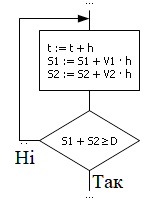 ...
t := t + h
S1 := S1 + V1 · h
S2 := S2 + V2 · h
S1 + S2 ≥ D
Ні
Так
...